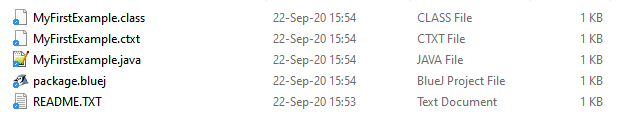 MyFirstExample.class 22-Sep-20 15:54 CLASS File 1 KB
MyFirstExample.ctxt 22-Sep-20 15:54 CTXT File 1 KB
MyFirstExample.java 22-Sep-20 15:54 JAVA File 1 KB
package.bluej 22-Sep-20 15:54 BlueJ Project File 1 KB
README.TXT 22-Sep-20 15:53 Text Document 1 KB